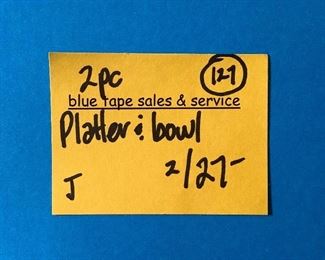 2pc 127
blue tape sales & service
Platter & bowl
J 2/27-